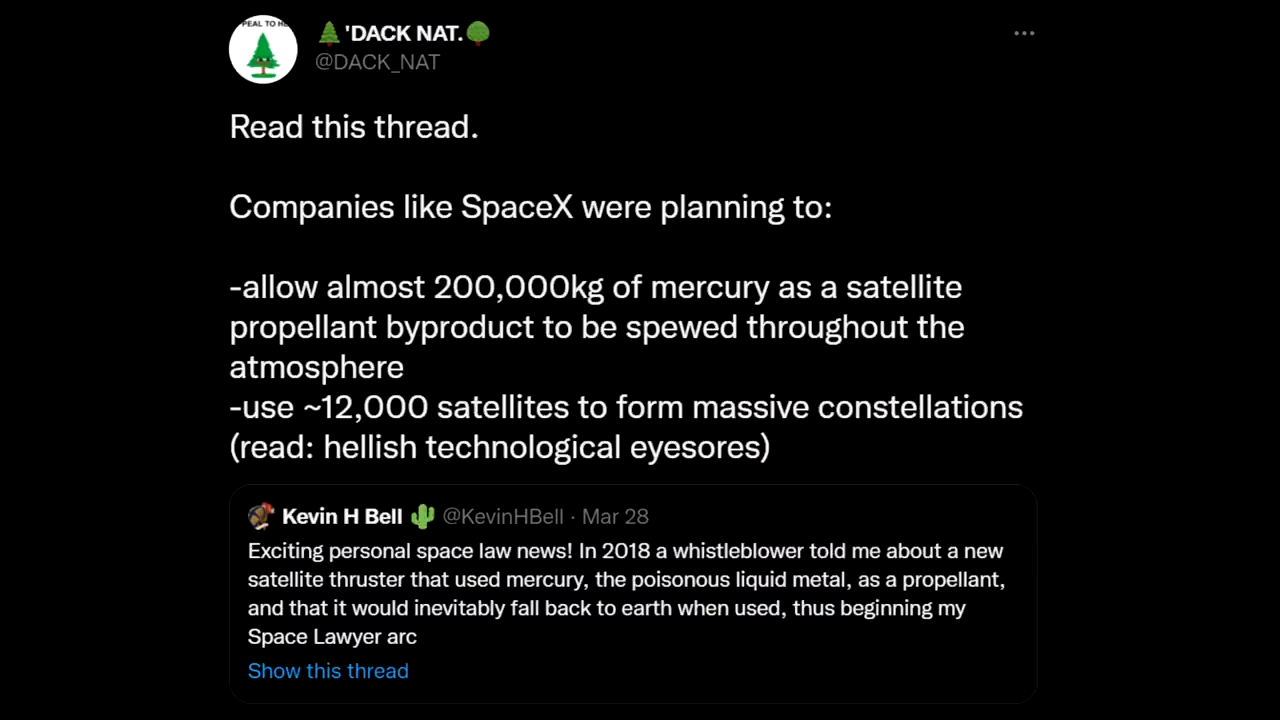 PEAL TO HE
🌲'DACK NAT.🌳
@DACK_NAT
Read this thread.
Companies like SpaceX were planning to:
-allow almost 200,000kg of mercury as a satellite
propellant byproduct to be spewed throughout the
atmosphere
-use ~12,000 satellites to form massive constellations
(read: hellish technological eyesores)
Kevin H Bell 🌵 @KevinHBell · Mar 28
Exciting personal space law news! In 2018 a whistleblower told me about a new
satellite thruster that used mercury, the poisonous liquid metal, as a propellant,
and that it would inevitably fall back to earth when used, thus beginning my
Space Lawyer arc
Show this thread